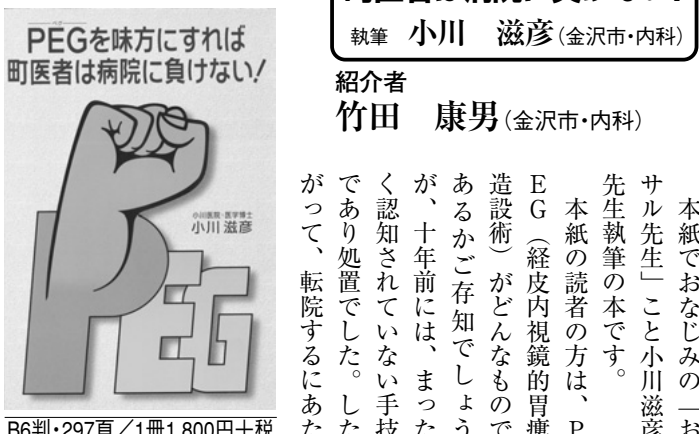 PEGを味方にすれば
町医者は病院に負けない!
小川医院・医学博士
小川 滋彦
PEG
B6判・297頁/1冊1,800円+税
執筆 小川 滋彦(金沢市・内科)
紹介者
竹田 康男(金沢市・内科)
本紙でおなじみの「お
サル先生」こと小川滋彦
先生執筆の本です。
本紙の読者の方は、P
EG(経皮内視鏡的胃瘻
造設術)がどんなもので
あるかご存知でしょう
が、十年前には、まった
く認知されていない手技
であり処置でした。した
がって、転院するにあた